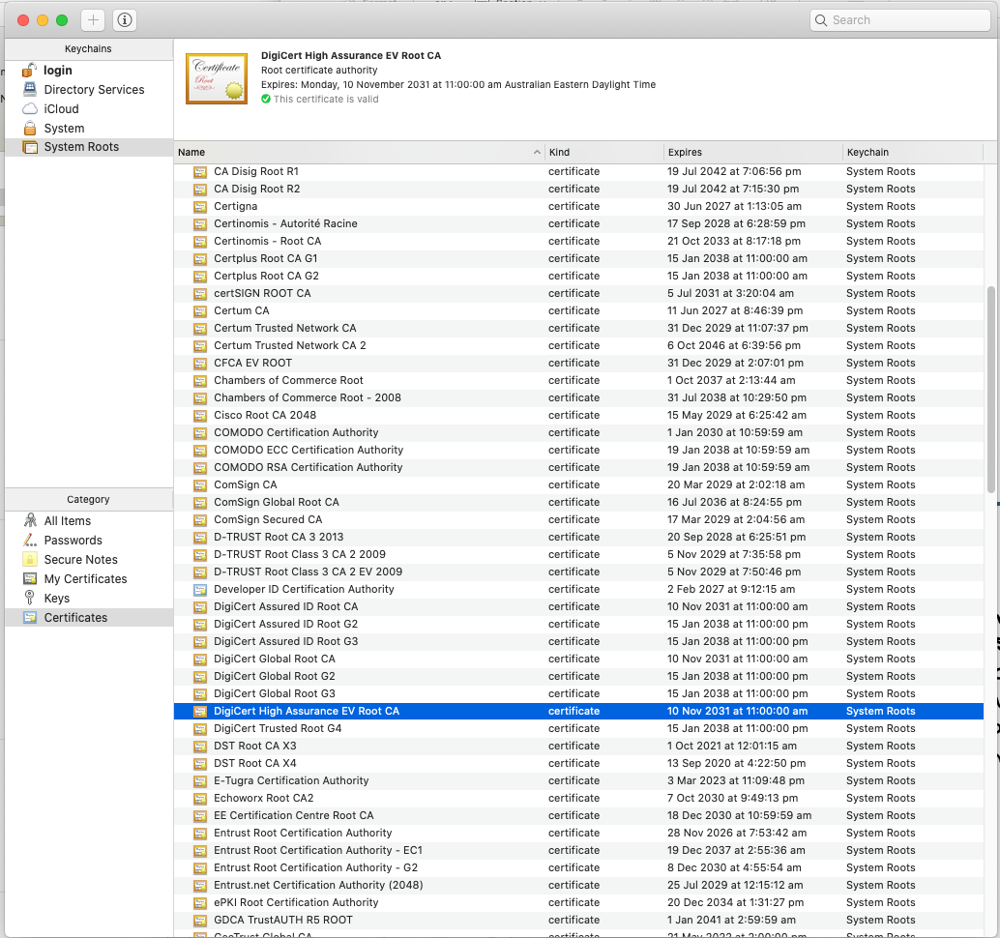 Search
Keychains
login
Directory Services
iCloud
System
System Roots
Certificate
Root
DigiCert High Assurance EV Root CA
Root certificate authority
Expires: Monday, 10 November 2031 at 11:00:00 am Australian Eastern Daylight Time
This certificate is valid
Name Kind Expires Keychain
CA Disig Root R1 certificate 19 Jul 2042 at 7:06:56 pm System Roots
CA Disig Root R2 certificate 19 Jul 2042 at 7:15:30 pm System Roots
Certigna certificate 30 Jun 2027 at 1:13:05 am System Roots
Certinomis - Autorité Racine certificate 17 Sep 2028 at 6:28:59 pm System Roots
Certinomis - Root CA certificate 21 Oct 2033 at 8:17:18 pm System Roots
Certplus Root CA G1 certificate 15 Jan 2038 at 11:00:00 am System Roots
Certplus Root CA G2 certificate 15 Jan 2038 at 11:00:00 am System Roots
certSIGN ROOT CA certificate 5 Jul 2031 at 3:20:04 am System Roots
Certum CA certificate 11 Jun 2027 at 8:46:39 pm System Roots
Certum Trusted Network CA certificate 31 Dec 2029 at 11:07:37 pm System Roots
Certum Trusted Network CA 2 certificate 6 Oct 2046 at 6:39:56 pm System Roots
CFCA EV ROOT certificate 31 Dec 2029 at 2:07:01 pm System Roots
Chambers of Commerce Root certificate 1 Oct 2037 at 2:13:44 am System Roots
Chambers of Commerce Root - 2008 certificate 31 Jul 2038 at 10:29:50 pm System Roots
Cisco Root CA 2048 certificate 15 May 2029 at 6:25:42 am System Roots
COMODO Certification Authority certificate 1 Jan 2030 at 10:59:59 am System Roots
COMODO ECC Certification Authority certificate 19 Jan 2038 at 10:59:59 am System Roots
COMODO RSA Certification Authority certificate 19 Jan 2038 at 10:59:59 am System Roots
ComSign CA certificate 20 Mar 2029 at 2:02:18 am System Roots
ComSign Global Root CA certificate 16 Jul 2036 at 8:24:55 pm System Roots
ComSign Secured CA certificate 17 Mar 2029 at 2:04:56 am System Roots
D-TRUST Root CA 3 2013 certificate 20 Sep 2028 at 6:25:51 pm System Roots
D-TRUST Root Class 3 CA 2 2009 certificate 5 Nov 2029 at 7:35:58 pm System Roots
D-TRUST Root Class 3 CA 2 EV 2009 certificate 5 Nov 2029 at 7:50:46 pm System Roots
Developer ID Certification Authority certificate 2 Feb 2027 at 9:12:15 am System Roots
DigiCert Assured ID Root CA certificate 10 Nov 2031 at 11:00:00 am System Roots
DigiCert Assured ID Root G2 certificate 15 Jan 2038 at 11:00:00 pm System Roots
DigiCert Assured ID Root G3 certificate 15 Jan 2038 at 11:00:00 pm System Roots
DigiCert Global Root CA certificate 10 Nov 2031 at 11:00:00 am System Roots
DigiCert Global Root G2 certificate 15 Jan 2038 at 11:00:00 pm System Roots
DigiCert Global Root G3 certificate 15 Jan 2038 at 11:00:00 pm System Roots
DigiCert High Assurance EV Root CA certificate 10 Nov 2031 at 11:00:00 am System Roots
DigiCert Trusted Root G4 certificate 15 Jan 2038 at 11:00:00 pm System Roots
DST Root CA X3 certificate 1 Oct 2021 at 12:01:15 am System Roots
DST Root CA X4 certificate 13 Sep 2020 at 4:22:50 pm System Roots
E-Tugra Certification Authority certificate 3 Mar 2023 at 11:09:48 pm System Roots
Echoworx Root CA2 certificate 7 Oct 2030 at 9:49:13 pm System Roots
EE Certification Centre Root CA certificate 18 Dec 2030 at 10:59:59 am System Roots
Entrust Root Certification Authority certificate 28 Nov 2026 at 7:53:42 am System Roots
Entrust Root Certification Authority - EC1 certificate 19 Dec 2037 at 2:55:36 am System Roots
Entrust Root Certification Authority - G2 certificate 8 Dec 2030 at 4:55:54 am System Roots
Entrust.net Certification Authority (2048) certificate 25 Jul 2029 at 12:15:12 am System Roots
ePKI Root Certification Authority certificate 20 Dec 2034 at 1:31:27 pm System Roots
GDCA TrustAUTH R5 ROOT certificate 1 Jan 2041 at 2:59:59 am System Roots
GeoTrust Global CA certificate 21 May 2022 at 2:00:00 pm System Roots
Category
All Items
Passwords
Secure Notes
My Certificates
Keys
Certificates